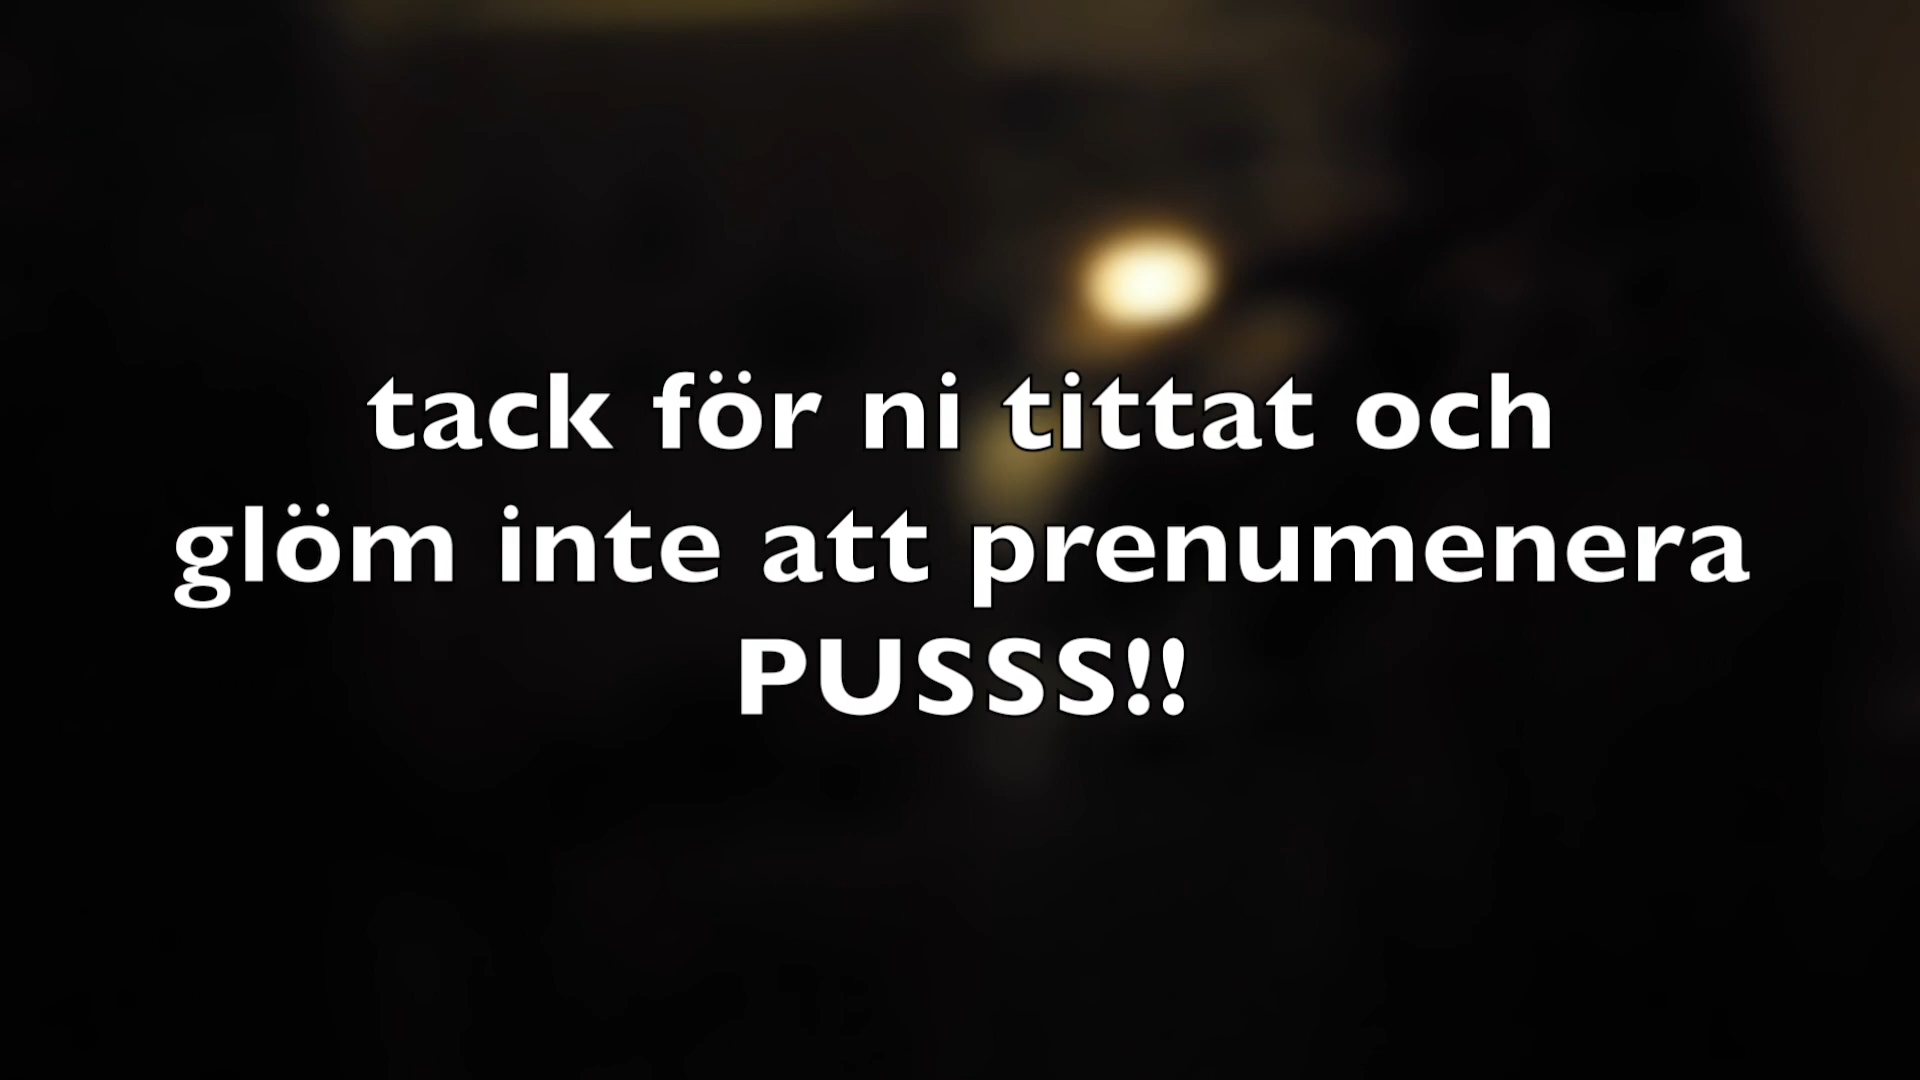 tack för ni tittat och
glöm inte att prenumenera
PUSSS!!